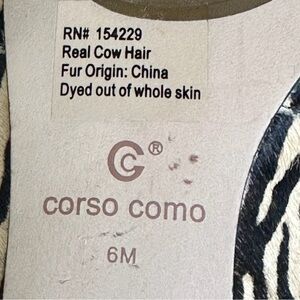 RN# 154229
Real Cow Hair
Fur Origin: China
Dyed out of whole skin
CC®
corso como
6M